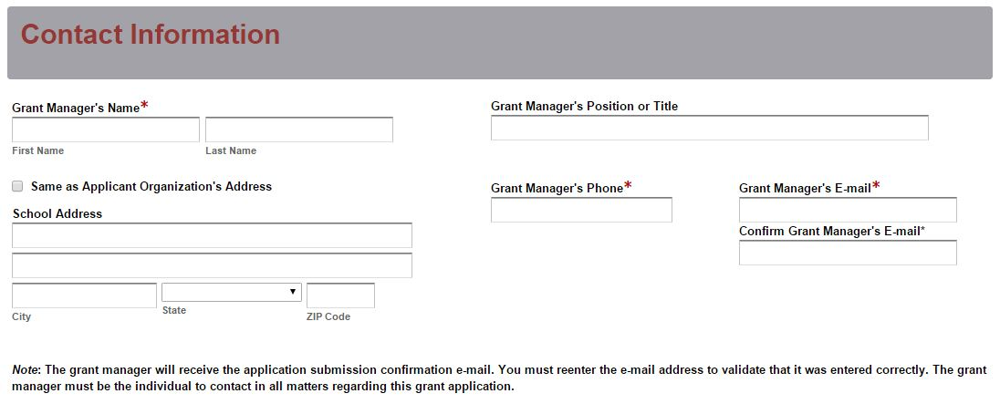 Contact Information
Grant Manager's Name*
First Name
Last Name
Grant Manager's Position or Title
Same as Applicant Organization's Address
Grant Manager's Phone*
Grant Manager's E-mail*
School Address
Confirm Grant Manager's E-mail*
City
State
ZIP Code
Note: The grant manager will receive the application submission confirmation e-mail. You must reenter the e-mail address to validate that it was entered correctly. The grant
manager must be the individual to contact in all matters regarding this grant application.